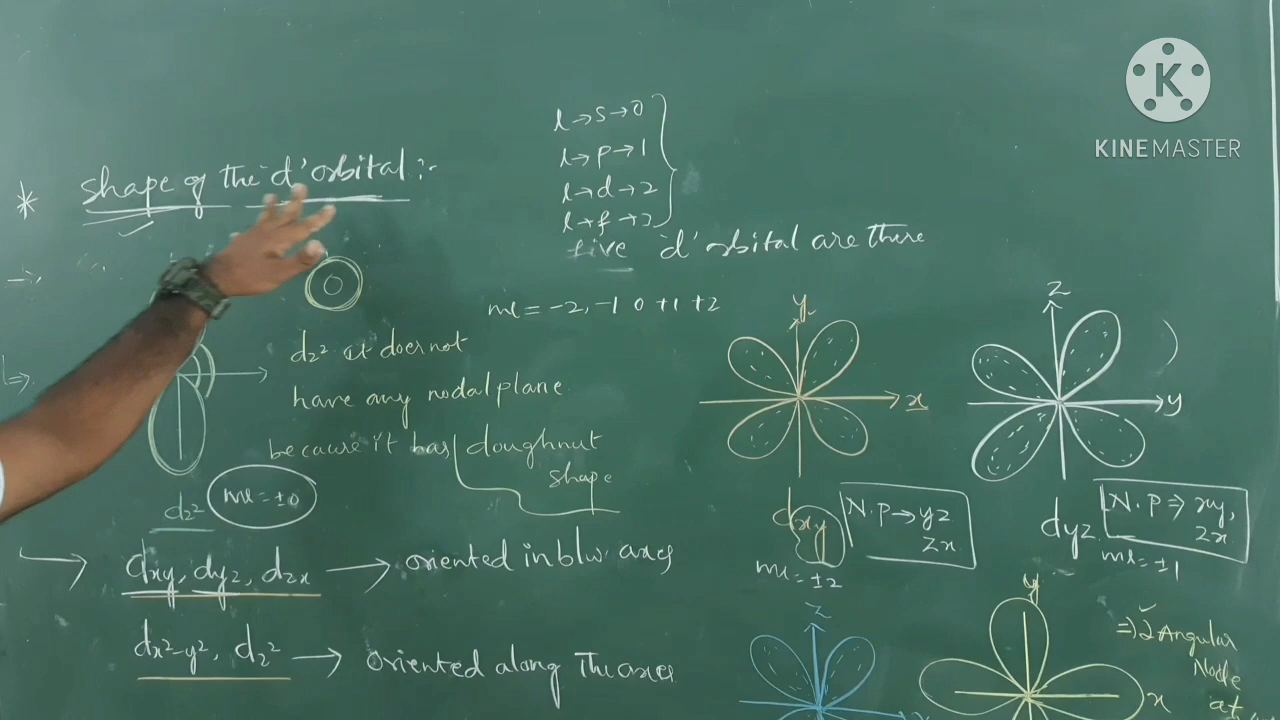 K
KINEMASTER
* Shape of the 'd' orbital :-
l → s → 0
l → p → 1
l → d → 2
l → f → 3
five 'd' orbital are there
ml = -2, -1 0 +1 +2
dz² it does not
have any nodal plane
because it has doughnut
shape
dz²
ml = ±0
y
x
dxy
N.P → yz
zx
ml = ±2
z
y
dyz
N.P ⇒ xy,
zx
ml = ±1
dxy, dyz, dzx → oriented in b/w axes
dx²-y², dz² → oriented along the axes
z
y
x
⇒ 2 Angular
Node
at